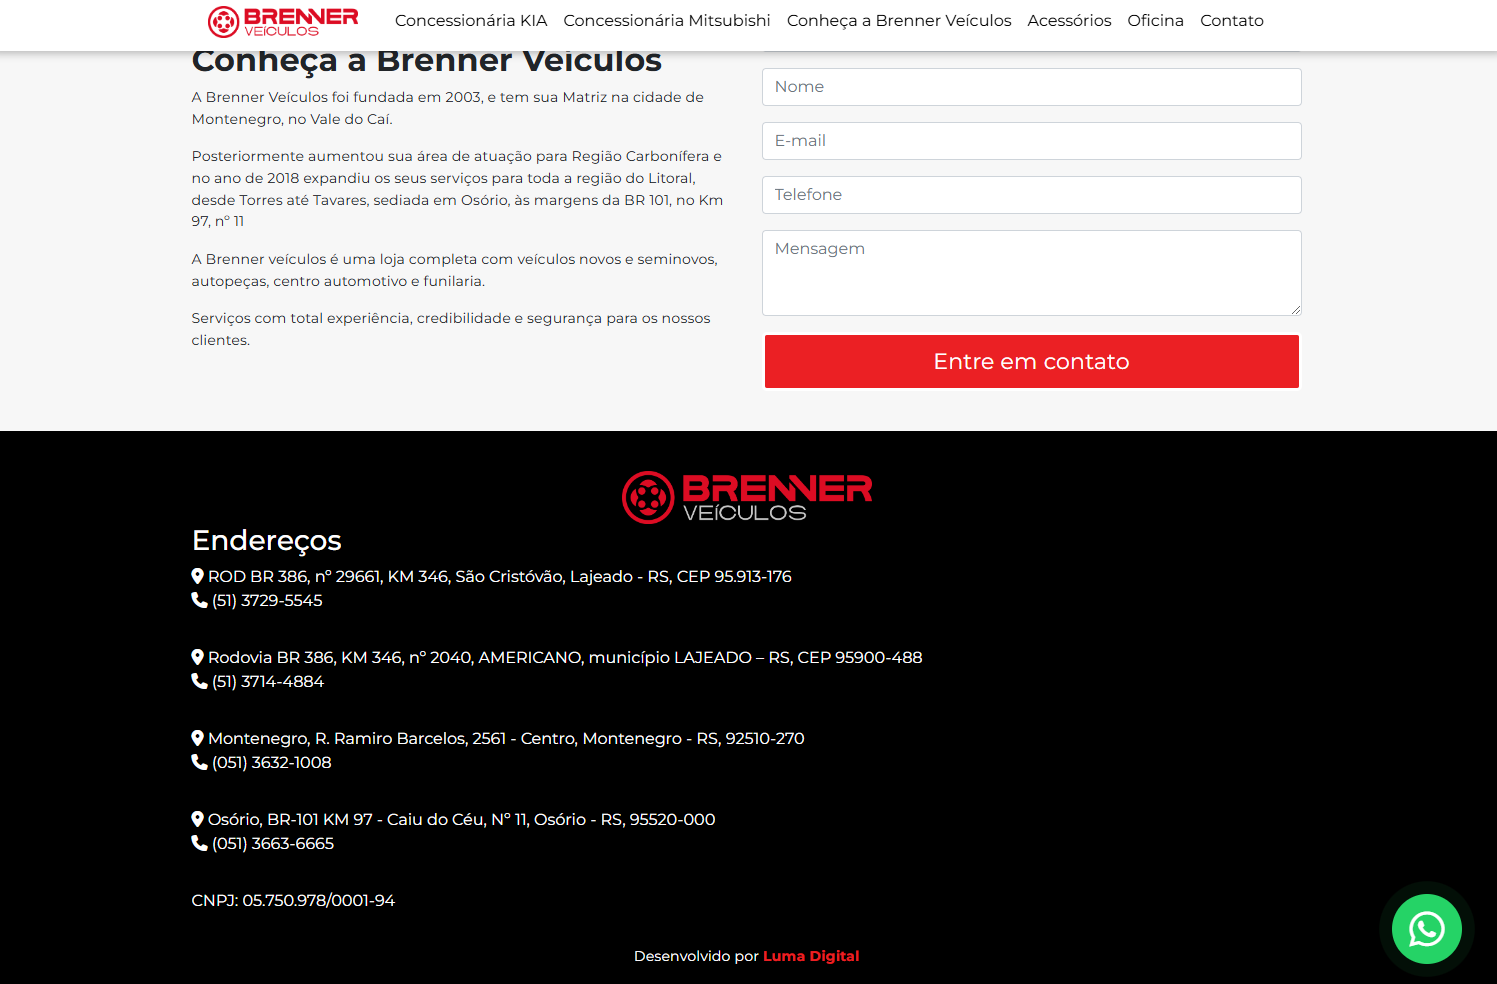 BRENNER
VEÍCULOS
Concessionária KIA Concessionária Mitsubishi Conheça a Brenner Veículos Acessórios Oficina Contato
Conheça a Brenner Veículos
A Brenner Veículos foi fundada em 2003, e tem sua Matriz na cidade de
Montenegro, no Vale do Caí.
Posteriormente aumentou sua área de atuação para Região Carbonífera e
no ano de 2018 expandiu os seus serviços para toda a região do Litoral,
desde Torres até Tavares, sediada em Osório, às margens da BR 101, no Km
97, nº 11
A Brenner veículos é uma loja completa com veículos novos e seminovos,
autopeças, centro automotivo e funilaria.
Serviços com total experiência, credibilidade e segurança para os nossos
clientes.
Nome
E-mail
Telefone
Mensagem
Entre em contato
BRENNER
VEÍCULOS
Endereços
ROD BR 386, nº 29661, KM 346, São Cristóvão, Lajeado - RS, CEP 95.913-176
(51) 3729-5545
Rodovia BR 386, KM 346, nº 2040, AMERICANO, município LAJEADO – RS, CEP 95900-488
(51) 3714-4884
Montenegro, R. Ramiro Barcelos, 2561 - Centro, Montenegro - RS, 92510-270
(051) 3632-1008
Osório, BR-101 KM 97 - Caiu do Céu, Nº 11, Osório - RS, 95520-000
(051) 3663-6665
CNPJ: 05.750.978/0001-94
Desenvolvido por Luma Digital